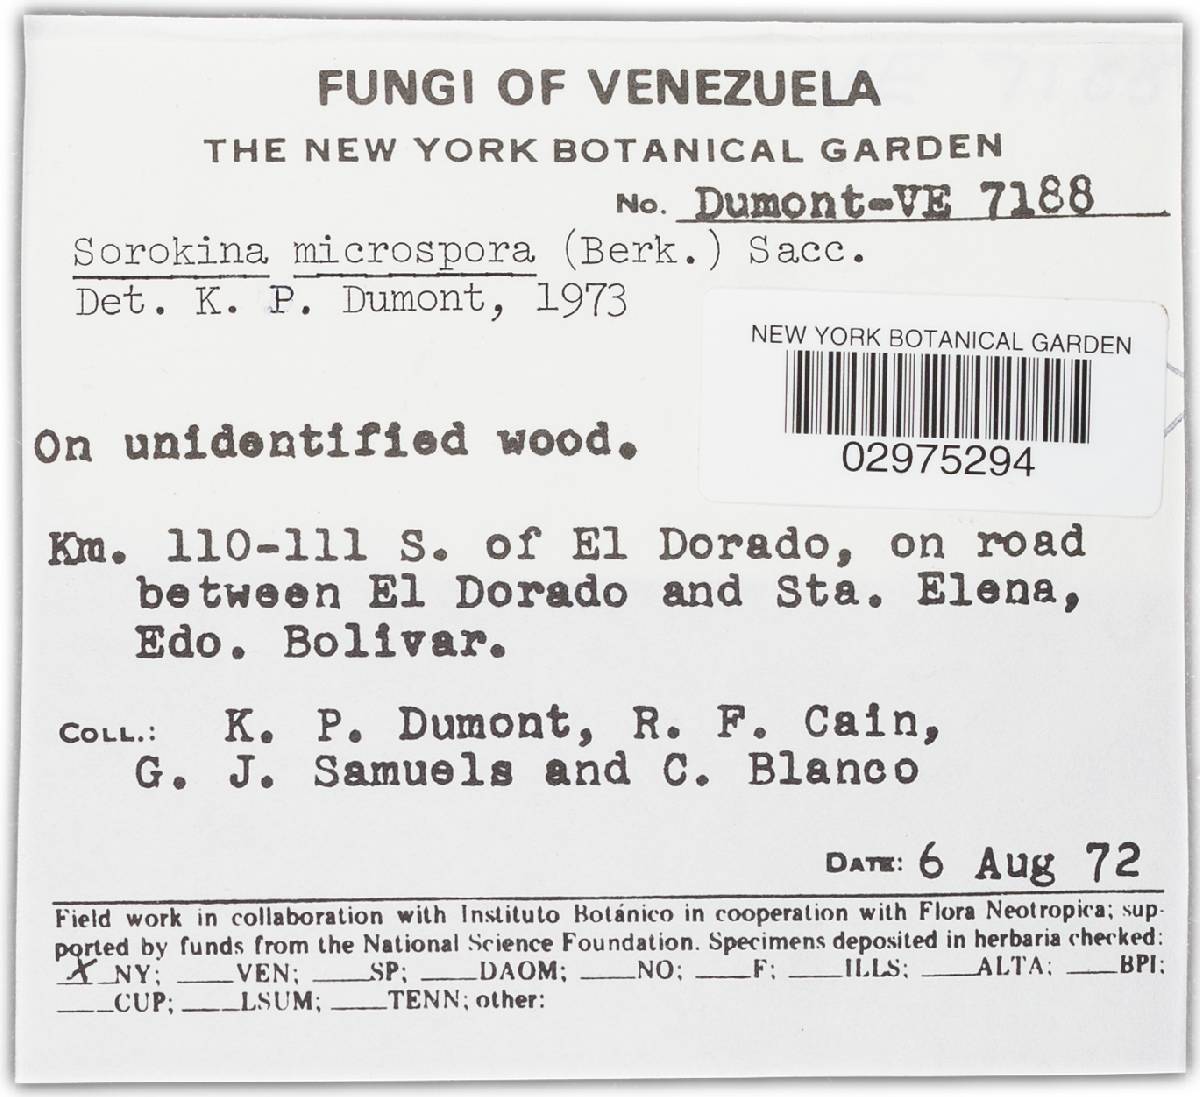 FUNGI OF VENEZUELA
THE NEW YORK BOTANICAL GARDEN
No. Dumont-VE 7188
Sorokina microspora (Berk.) Sacc.
Det. K. P. Dumont, 1973
NEW YORK BOTANICAL GARDEN
02975294
On unidentified wood.
Km. 110-111 S. of El Dorado, on road
between El Dorado and Sta. Elena,
Edo. Bolivar.
COLL.: K. P. Dumont, R. F. Cain,
G. J. Samuels and C. Blanco
DATE: 6 Aug 72
Field work in collaboration with Instituto Botánico in cooperation with Flora Neotropica; sup-
ported by funds from the National Science Foundation. Specimens deposited in herbaria checked:
X NY; ___VEN; ___SP; ___DAOM; ___NO; ___F; ___ILLS; ___ALTA; ___BPI;
___CUP; ___LSUM; ___TENN; other: